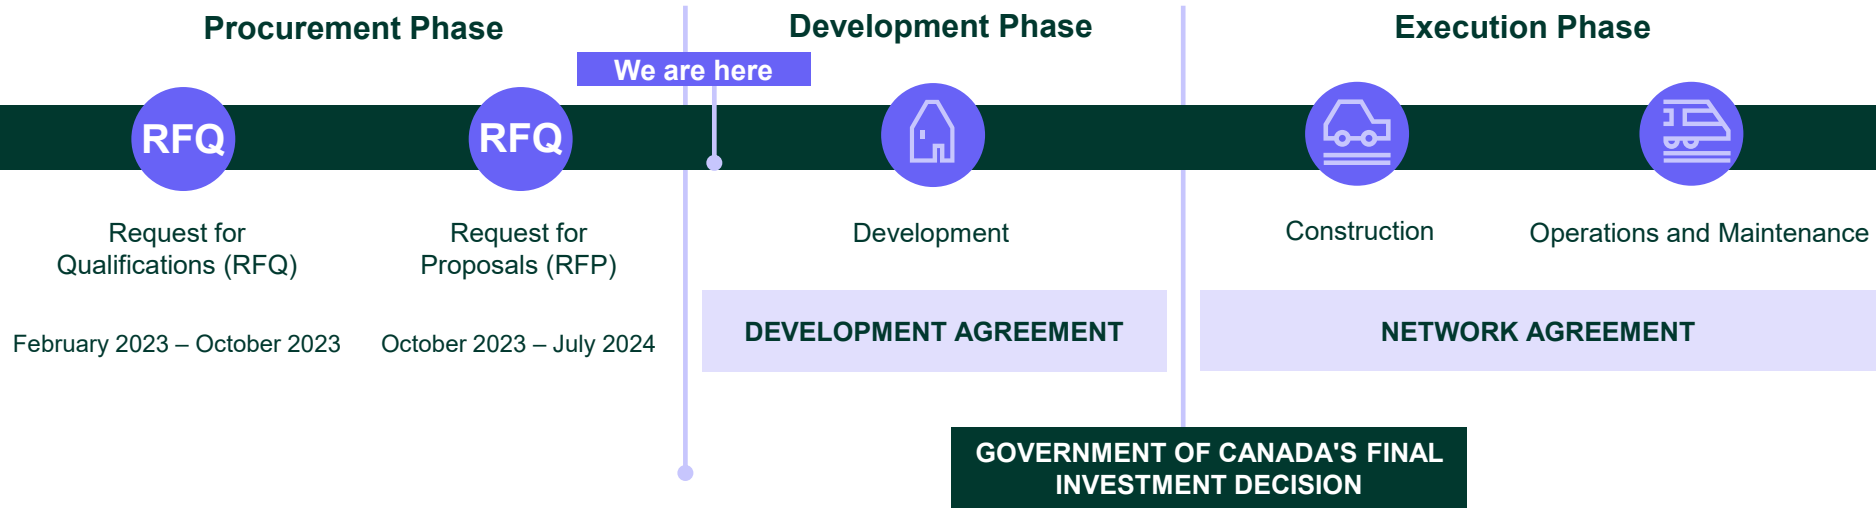 Procurement Phase
Development Phase
Execution Phase
We are here
RFQ
RFQ
Request for
Qualifications (RFQ)
Request for
Proposals (RFP)
Development
Construction
Operations and Maintenance
February 2023 – October 2023
October 2023 – July 2024
DEVELOPMENT AGREEMENT
NETWORK AGREEMENT
GOVERNMENT OF CANADA'S FINAL
INVESTMENT DECISION